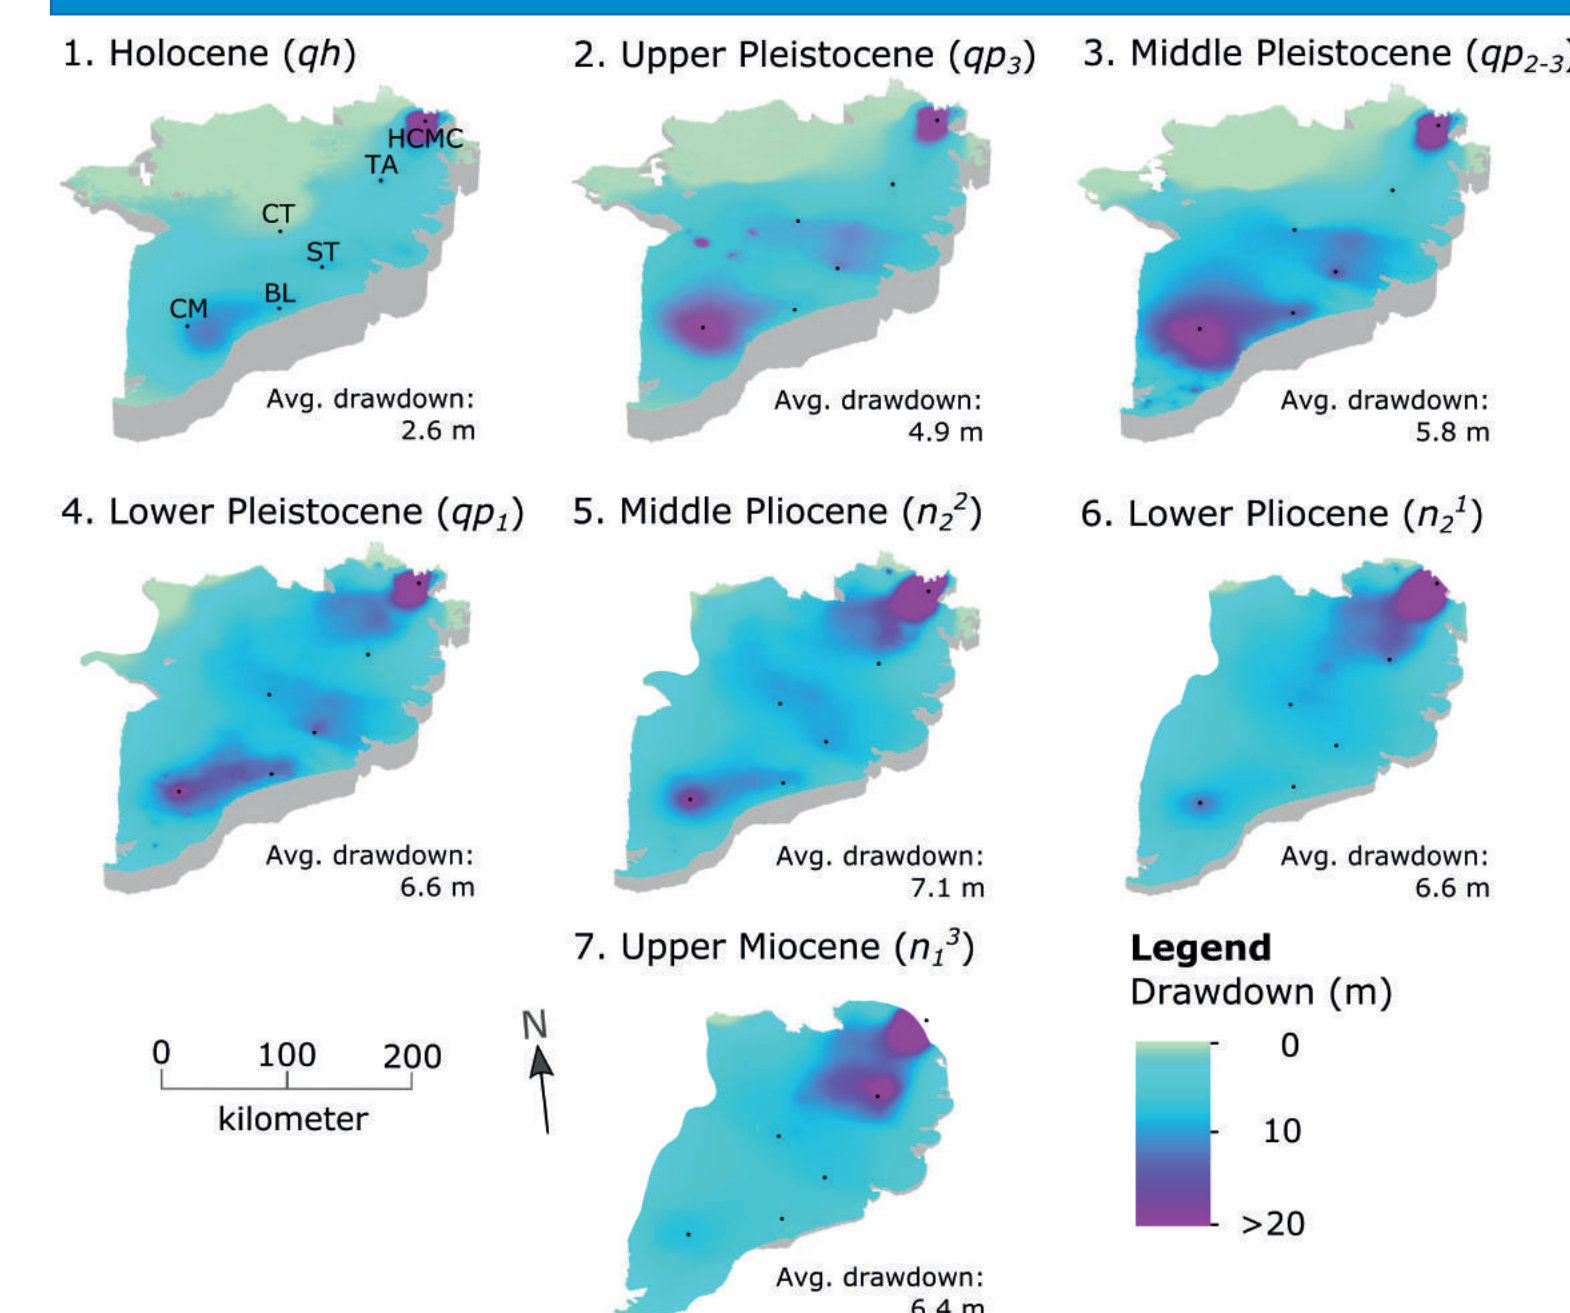 1. Holocene (qh)
2. Upper Pleistocene (qp3)
3. Middle Pleistocene (qp2-3)
HCMC
TA
CT
ST
BL
CM
Avg. drawdown:
2.6 m
Avg. drawdown:
4.9 m
Avg. drawdown:
5.8 m
4. Lower Pleistocene (qp1)
5. Middle Pliocene (n2²)
6. Lower Pliocene (n2¹)
Avg. drawdown:
6.6 m
Avg. drawdown:
7.1 m
Avg. drawdown:
6.6 m
7. Upper Miocene (n1³)
Avg. drawdown:
6.4 m
0 100 200
kilometer
N
Legend
Drawdown (m)
0
10
>20